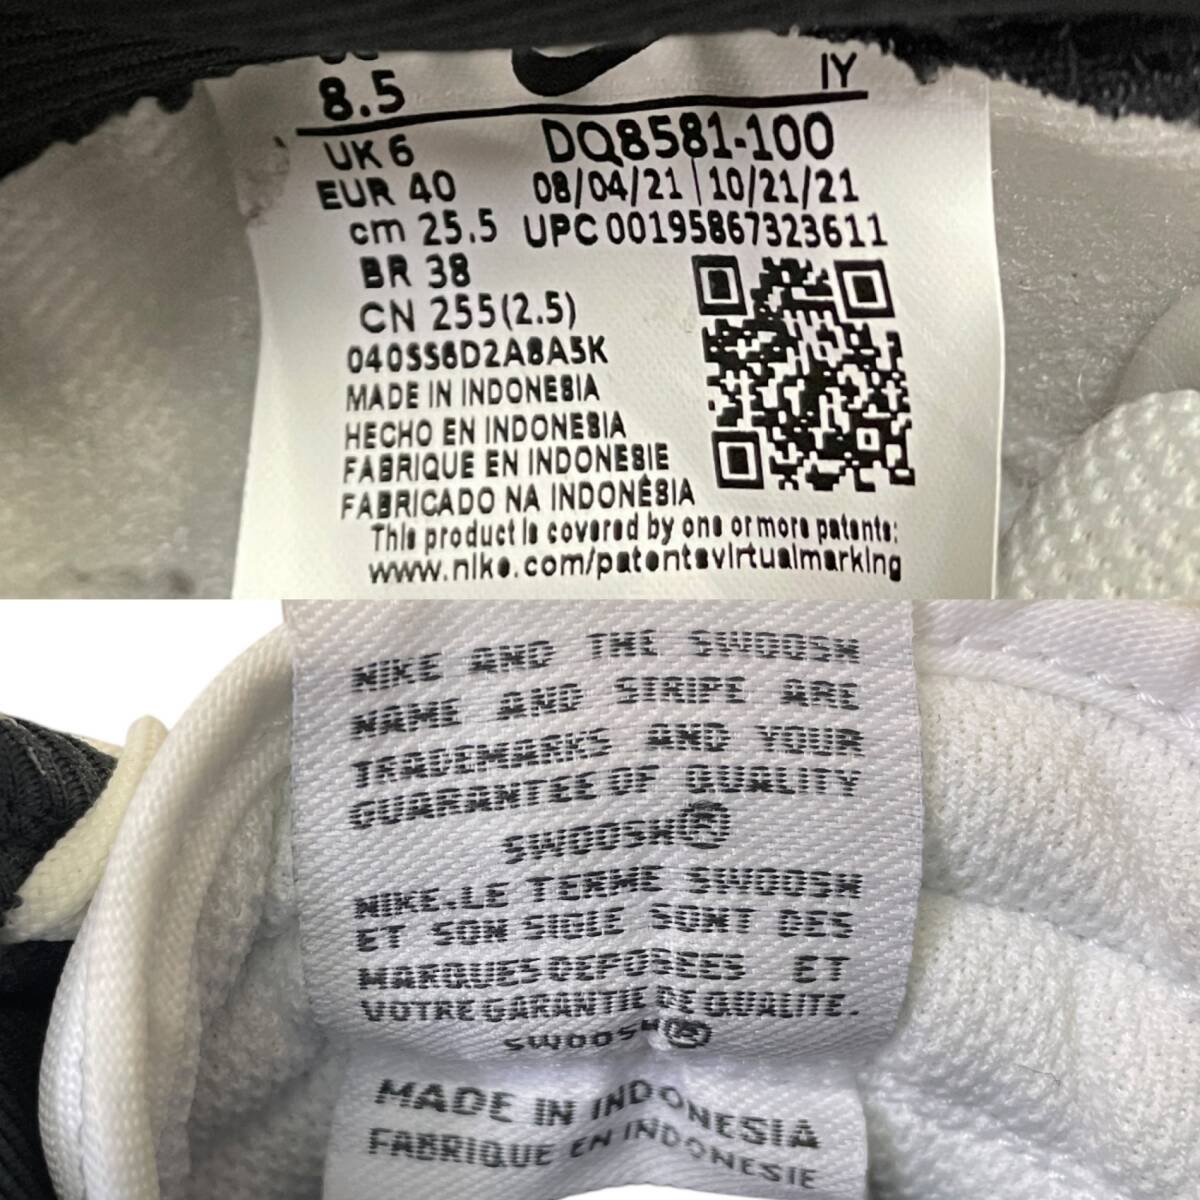 8.5
IY
UK 6
DQ8581-100
EUR 40
08/04/21 | 10/21/21
cm 25.5
UPC 00195867323611
BR 38
CN 255(2.5)
040SS6D2A8A5K
MADE IN INDONESIA
HECHO EN INDONESIA
FABRIQUE EN INDONESIE
FABRICADO NA INDONÉSIA
This product is covered by one or more patents:
www.nike.com/patentsvirtualmarking
NIKE AND THE SWOOSH
NAME AND STRIPE ARE
TRADEMARKS AND YOUR
GUARANTEE OF QUALITY
SWOOSH®
NIKE.LE TERME SWOOSH
ET SON SIGLE SONT DES
MARQUES DEPOSEES ET
VOTRE GARANTIE DE QUALITE.
SWOOSH®
MADE IN INDONESIA
FABRIQUE EN INDONESIE